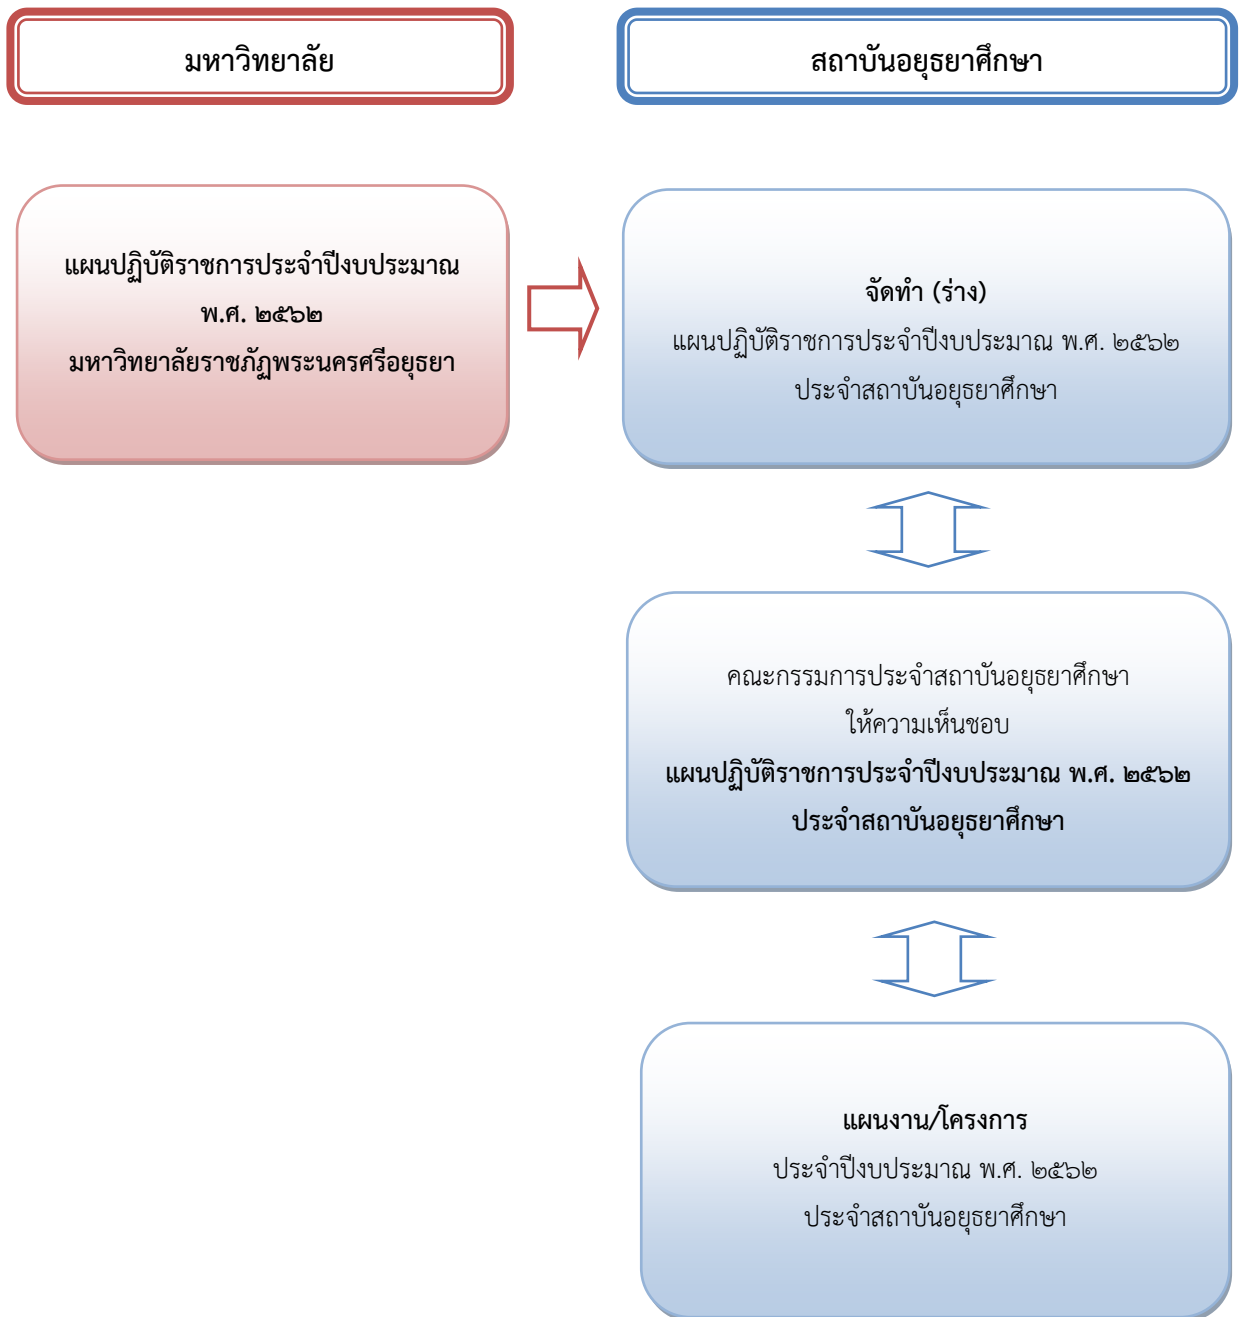 มหาวิทยาลัย
สถาบันอยุธยาศึกษา
แผนปฏิบัติราชการประจำปีงบประมาณ
พ.ศ. ๒๕๖๒
มหาวิทยาลัยราชภัฏพระนครศรีอยุธยา
จัดทำ (ร่าง)
แผนปฏิบัติราชการประจำปีงบประมาณ พ.ศ. ๒๕๖๒
ประจำสถาบันอยุธยาศึกษา
คณะกรรมการประจำสถาบันอยุธยาศึกษา
ให้ความเห็นชอบ
แผนปฏิบัติราชการประจำปีงบประมาณ พ.ศ. ๒๕๖๒
ประจำสถาบันอยุธยาศึกษา
แผนงาน/โครงการ
ประจำปีงบประมาณ พ.ศ. ๒๕๖๒
ประจำสถาบันอยุธยาศึกษา